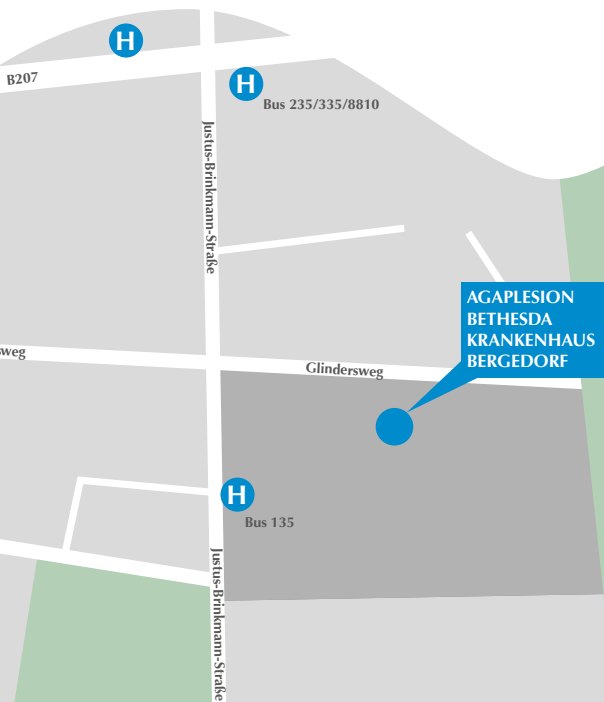 H
B207
H
Bus 235/335/8810
Justus-Brinkmann-Straße
AGAPLESION
BETHESDA
KRANKENHAUS
BERGEDORF
sweg
Glindersweg
H
Bus 135
Justus-Brinkmann-Straße